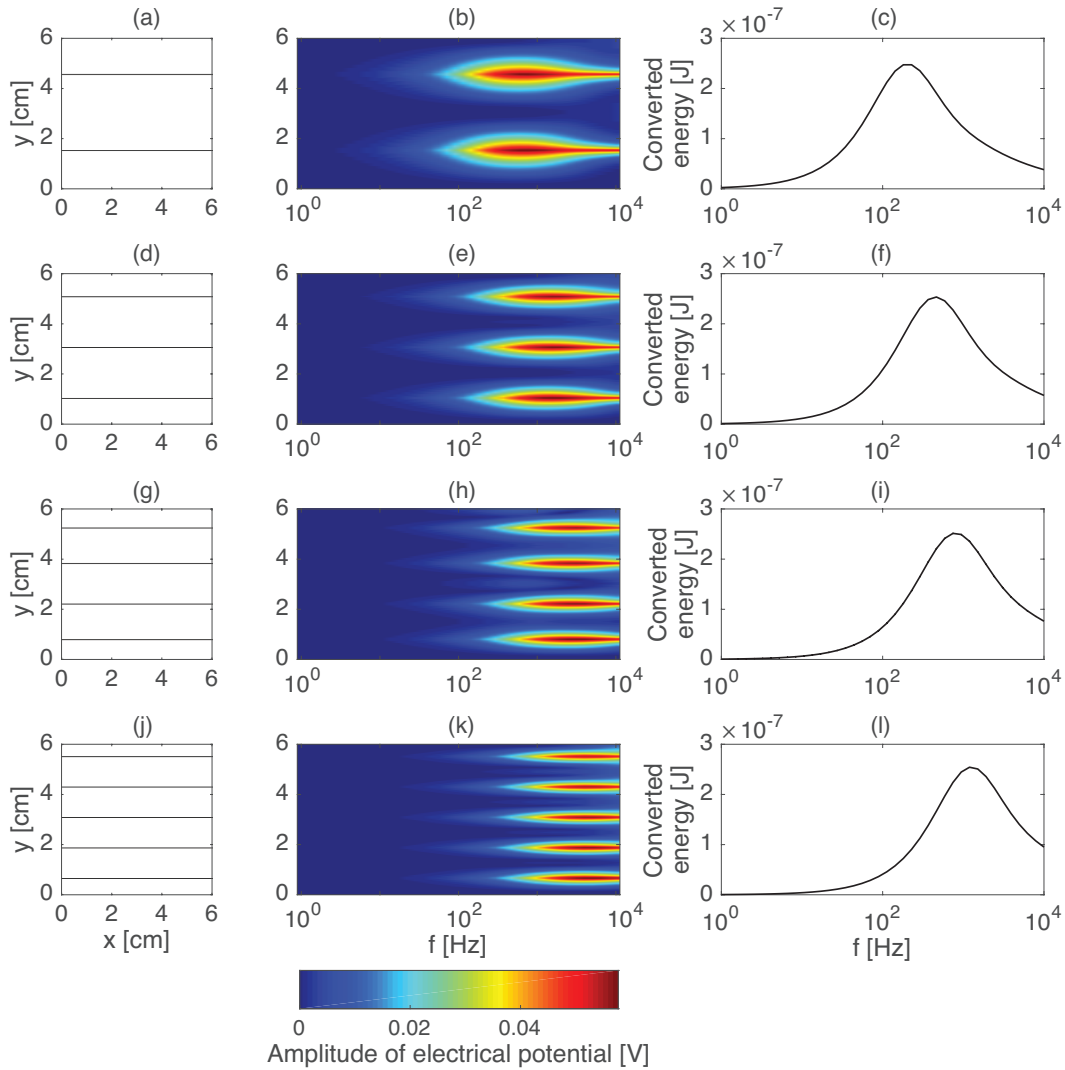 (a) (b) (c)
6 6 3 ×10⁻⁷
4 4 2
2 2 1
0 0 0
y [cm]
Converted energy [J]
0 2 4 6 10⁰ 10² 10⁴ 10⁰ 10² 10⁴
(d) (e) (f)
6 6 3 ×10⁻⁷
4 4 2
2 2 1
0 0 0
y [cm]
Converted energy [J]
0 2 4 6 10⁰ 10² 10⁴ 10⁰ 10² 10⁴
(g) (h) (i)
6 6 3 ×10⁻⁷
4 4 2
2 2 1
0 0 0
y [cm]
Converted energy [J]
0 2 4 6 10⁰ 10² 10⁴ 10⁰ 10² 10⁴
(j) (k) (l)
6 6 3 ×10⁻⁷
4 4 2
2 2 1
0 0 0
y [cm]
Converted energy [J]
0 2 4 6 10⁰ 10² 10⁴ 10⁰ 10² 10⁴
x [cm] f [Hz] f [Hz]
0 0.02 0.04
Amplitude of electrical potential [V]